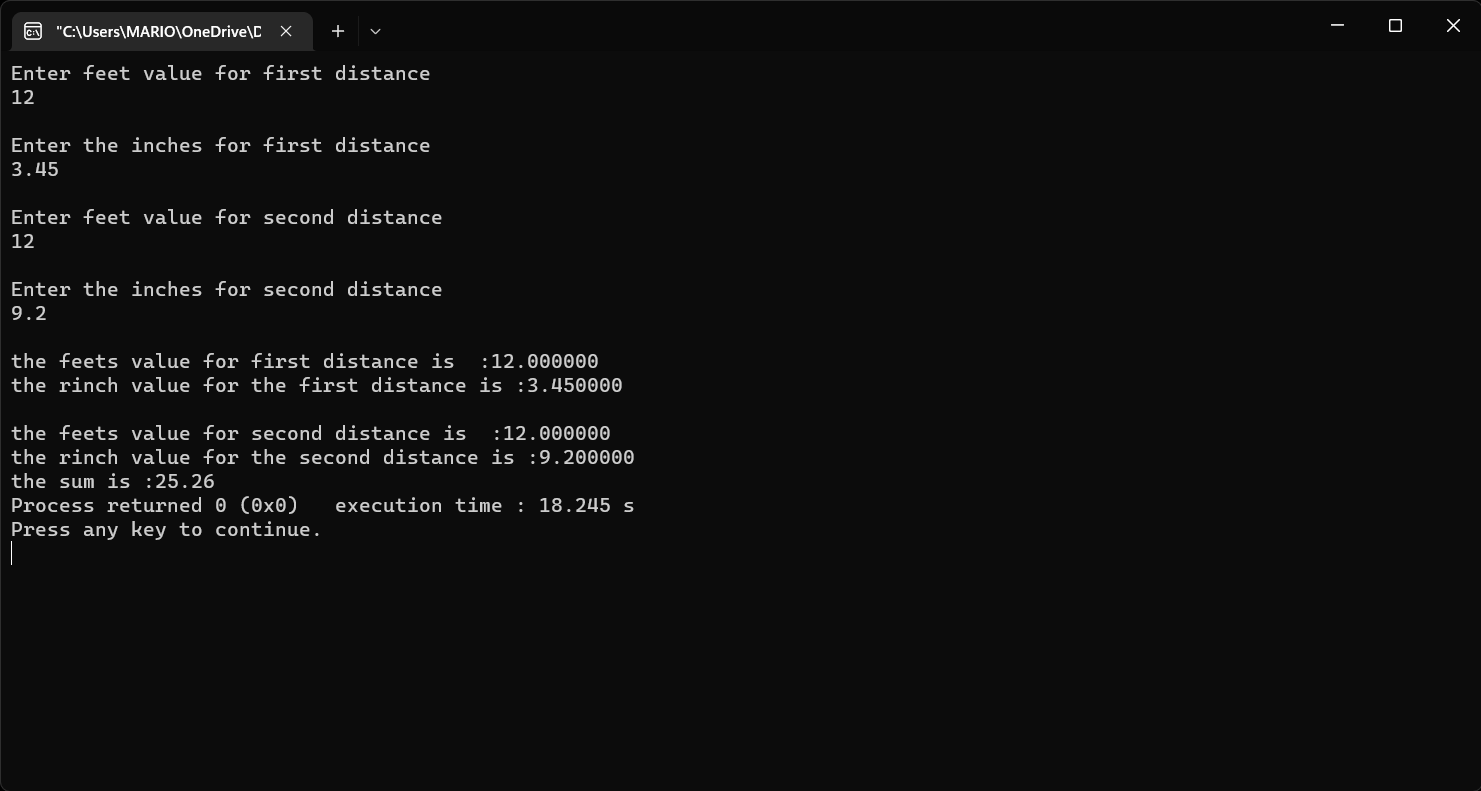 "C:\Users\MARIO\OneDrive\D
Enter feet value for first distance
12
Enter the inches for first distance
3.45
Enter feet value for second distance
12
Enter the inches for second distance
9.2
the feets value for first distance is  :12.000000
the rinch value for the first distance is :3.450000
the feets value for second distance is  :12.000000
the rinch value for the second distance is :9.200000
the sum is :25.26
Process returned 0 (0x0)   execution time : 18.245 s
Press any key to continue.